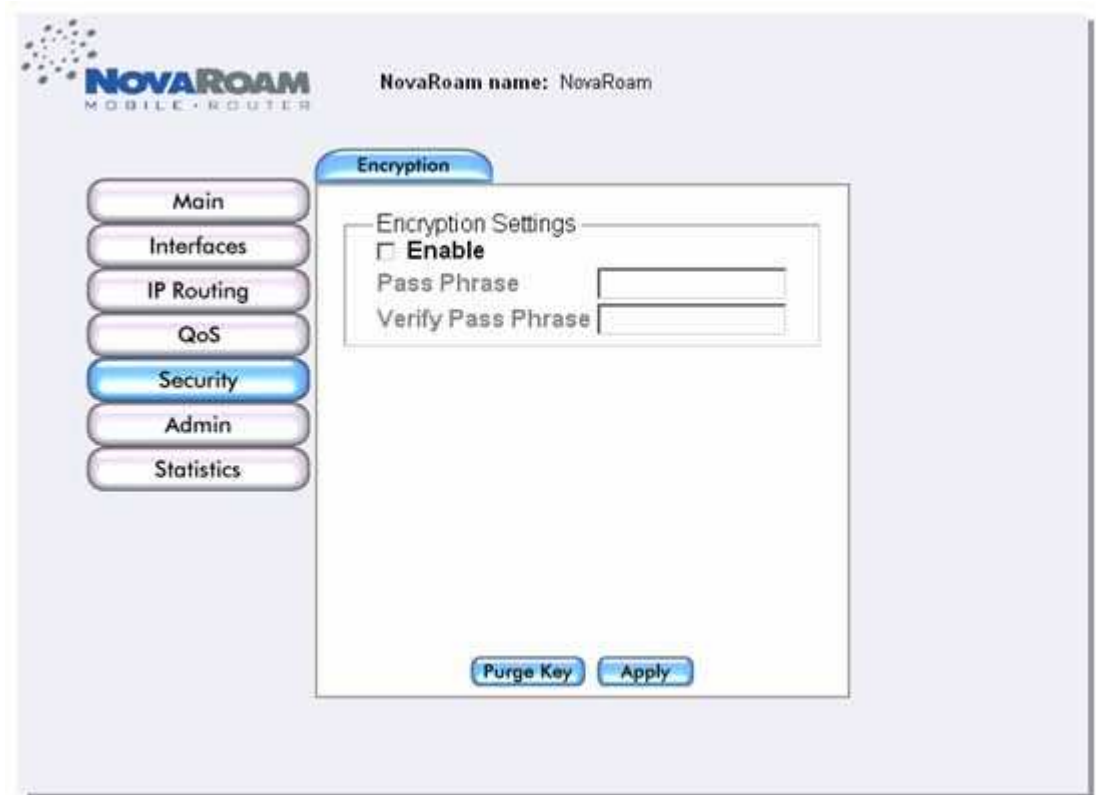 NOVAROAM
MOBILE·ROUTER
NovaRoam name: NovaRoam
Encryption
Main
Interfaces
IP Routing
QoS
Security
Admin
Statistics
Encryption Settings
Enable
Pass Phrase
Verify Pass Phrase
Purge Key
Apply